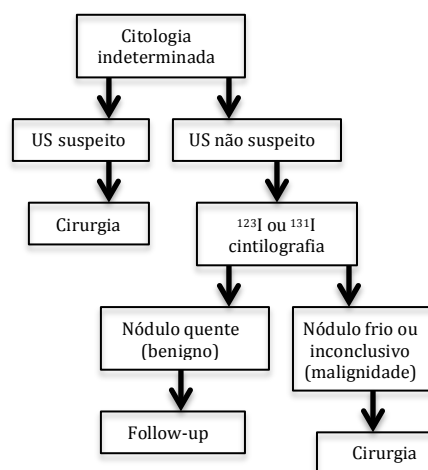 Citologia
indeterminada
US suspeito
US não suspeito
Cirurgia
¹²³I ou ¹³¹I
cintilografia
Nódulo quente
(benigno)
Nódulo frio ou
inconclusivo
(malignidade)
Follow-up
Cirurgia